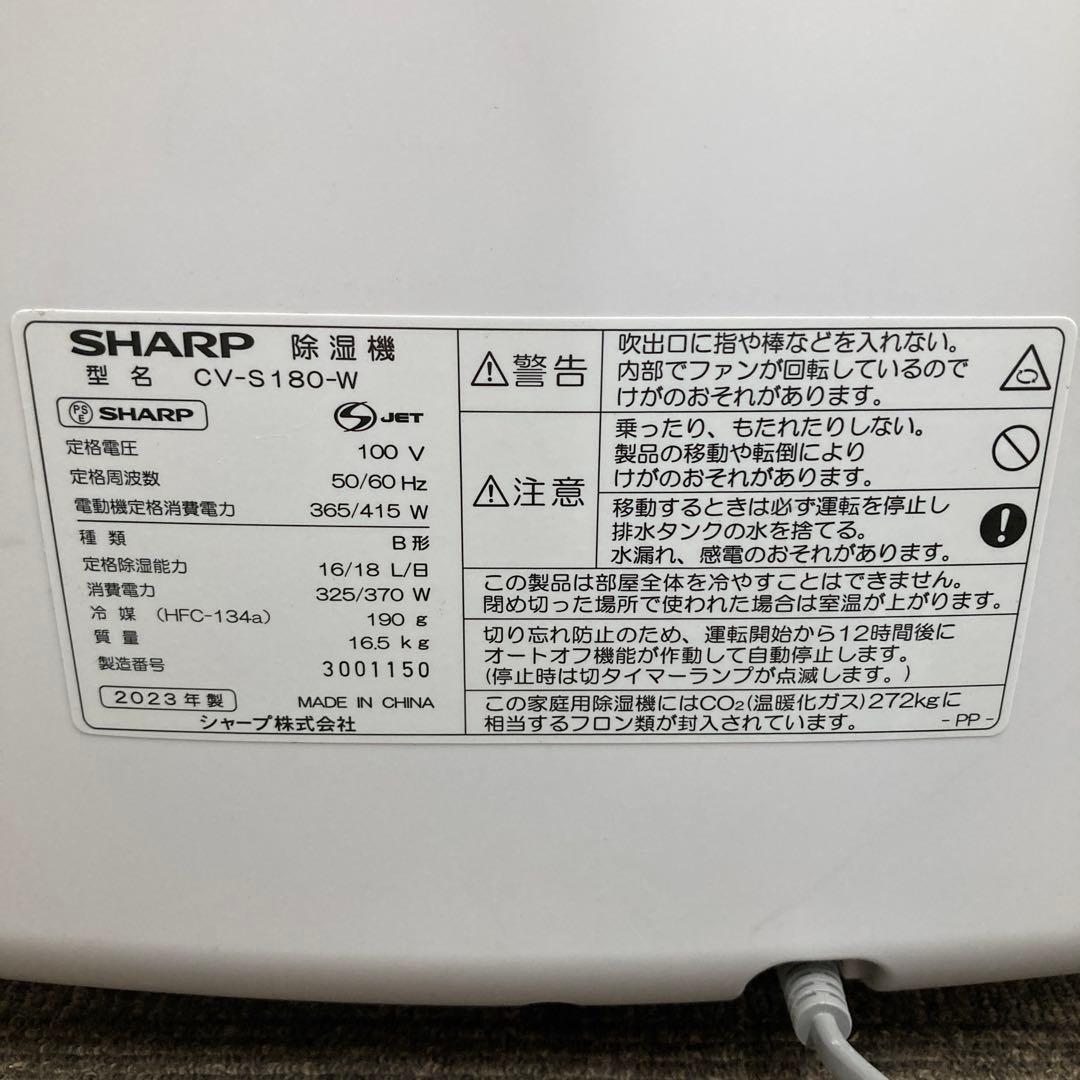 SHARP 除湿機
型名 CV-S180-W
PSE SHARP
S JET
定格電圧 100 V
定格周波数 50/60 Hz
電動機定格消費電力 365/415 W
種類 B形
定格除湿能力 16/18 L/日
消費電力 325/370 W
冷媒 (HFC-134a) 190 g
質量 16.5 kg
製造番号 3001150
2023年製 MADE IN CHINA
シャープ株式会社
警告
吹出口に指や棒などを入れない。
内部でファンが回転しているので
けがのおそれがあります。
注意
乗ったり、もたれたりしない。
製品の移動や転倒により
けがのおそれがあります。
移動するときは必ず運転を停止し
排水タンクの水を捨てる。
水漏れ、感電のおそれがあります。
この製品は部屋全体を冷やすことはできません。
閉め切った場所で使われた場合は室温が上がります。
切り忘れ防止のため、運転開始から12時間後に
オートオフ機能が作動して自動停止します。
(停止時は切タイマーランプが点滅します。)
この家庭用除湿機にはCO₂(温暖化ガス)272kgに
相当するフロン類が封入されています。 -PP-